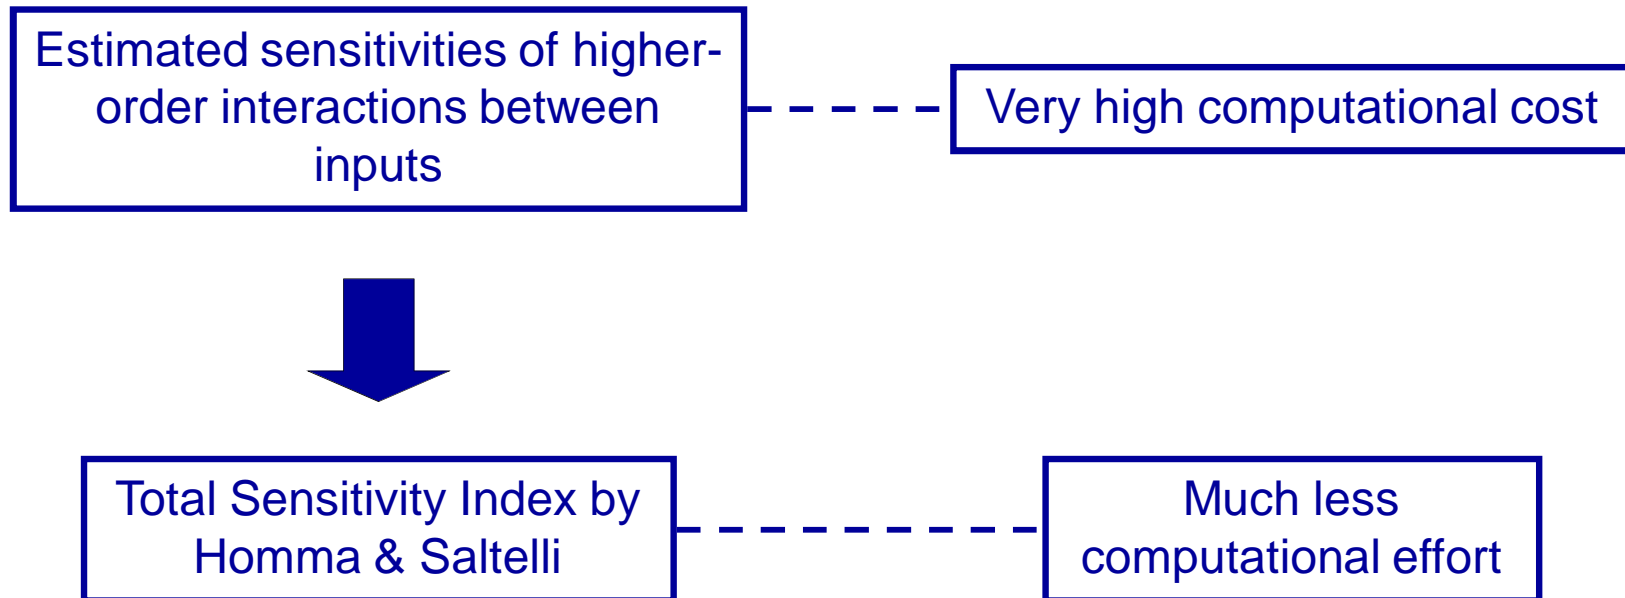 Estimated sensitivities of higher-
order interactions between
inputs
Very high computational cost
Total Sensitivity Index by
Homma & Saltelli
Much less
computational effort